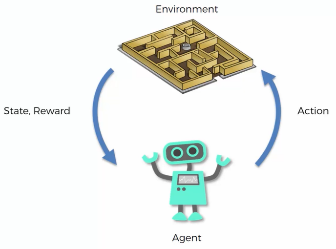 Environment
State, Reward
Action
Agent